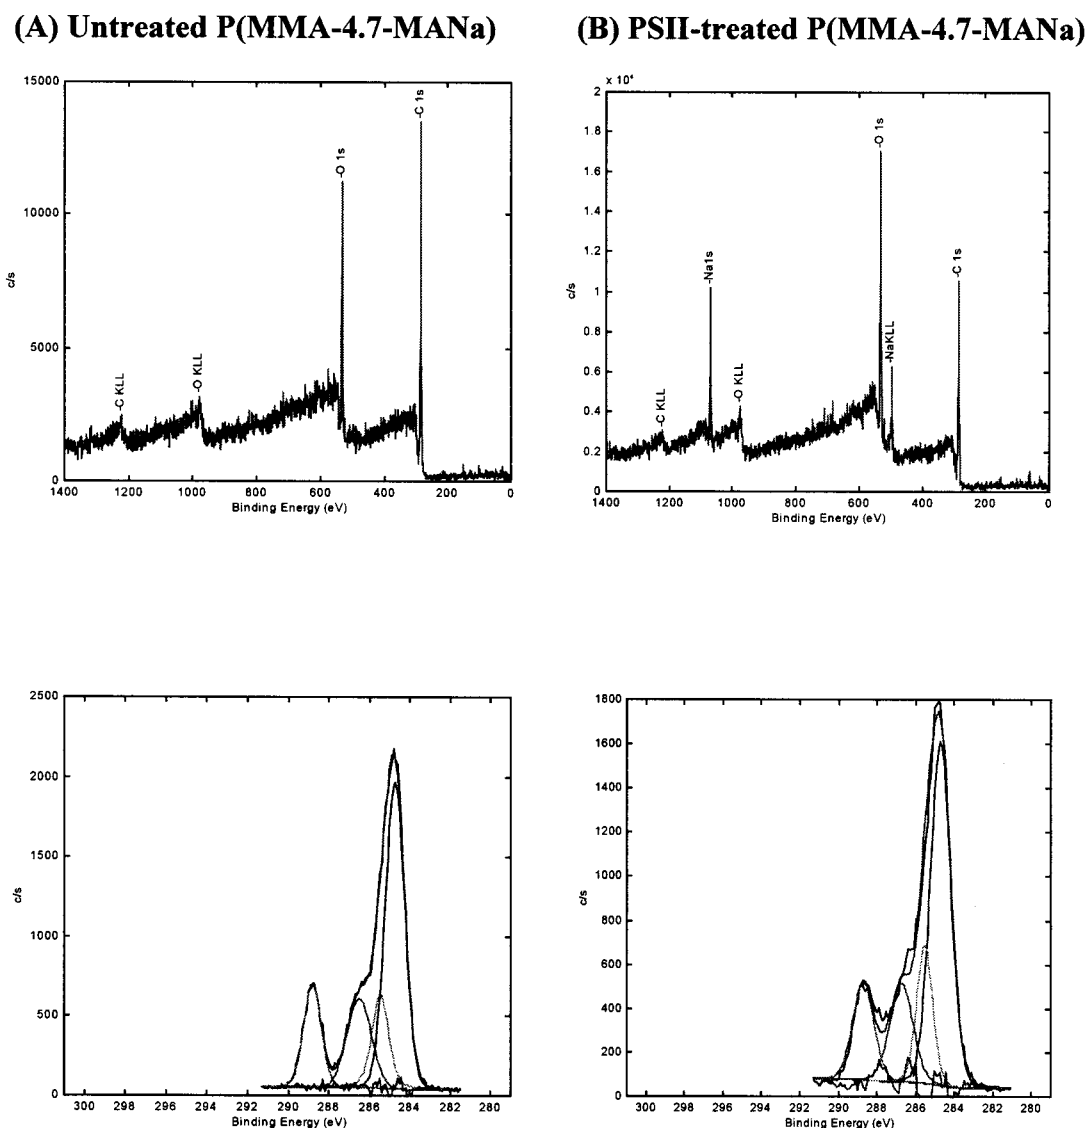 (A) Untreated P(MMA-4.7-MANa)
(B) PSII-treated P(MMA-4.7-MANa)
15000
10000
5000
0
c/s
-C KLL
-O KLL
-O 1s
-C 1s
1400 1200 1000 800 600 400 200 0
Binding Energy (eV)
x 10⁴
2
1.8
1.6
1.4
1.2
1
0.8
0.6
0.4
0.2
0
c/s
-C KLL
-Na1s
-O KLL
-O 1s
-NaKLL
-C 1s
1400 1200 1000 800 600 400 200 0
Binding Energy (eV)
2500
2000
1500
1000
500
0
c/s
300 298 296 294 292 290 288 286 284 282 280
Binding Energy (eV)
1800
1600
1400
1200
1000
800
600
400
200
0
c/s
300 298 296 294 292 290 288 286 284 282 280
Binding Energy (eV)